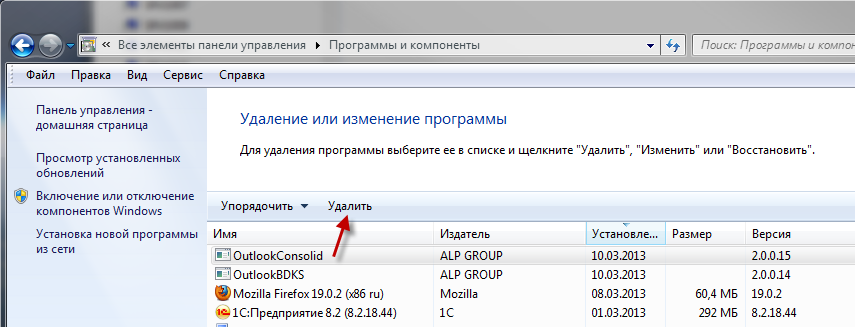 Все элементы панели управления Программы и компоненты Поиск: Программы и компон
Файл Правка Вид Сервис Справка
Панель управления -
домашняя страница
Просмотр установленных
обновлений
Включение или отключение
компонентов Windows
Установка новой программы
из сети
Удаление или изменение программы
Для удаления программы выберите ее в списке и щелкните "Удалить", "Изменить" или "Восстановить".
Упорядочить Удалить
Имя Издатель Установле... Размер Версия
OutlookConsolid ALP GROUP 10.03.2013 2.0.0.15
OutlookBDKS ALP GROUP 10.03.2013 2.0.0.14
Mozilla Firefox 19.0.2 (x86 ru) Mozilla 08.03.2013 60,4 МБ 19.0.2
1С:Предприятие 8.2 (8.2.18.44) 1C 01.03.2013 292 МБ 8.2.18.44